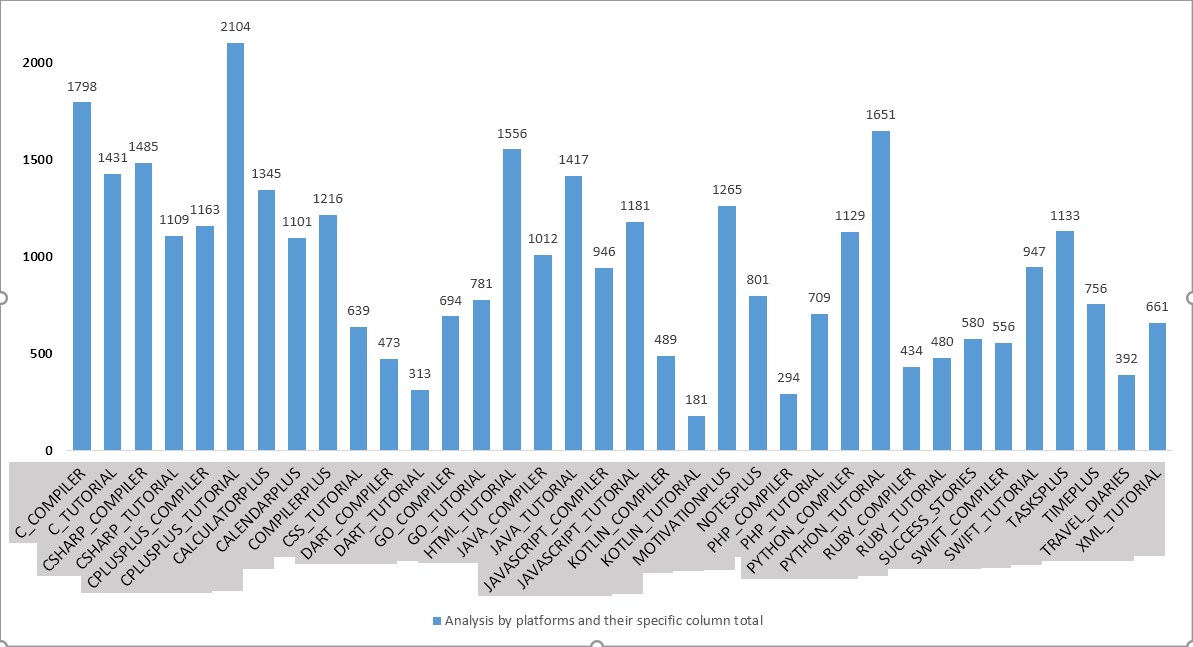 2104
2000
1798
1651
1556
1500
1485
1431
1417
1345
1265
1216
1181
1163
1133
1129
1109
1101
1012
1000
947
946
801
781
756
709
694
661
639
580
556
500
489
480
473
434
392
313
294
181
0
C_COMPILER
C_TUTORIAL
CSHARP_COMPILER
CSHARP_TUTORIAL
CPLUSPLUS_COMPILER
CPLUSPLUS_TUTORIAL
CALCULATORPLUS
CALENDARPLUS
COMPILERPLUS
CSS_TUTORIAL
DART_COMPILER
DART_TUTORIAL
GO_COMPILER
GO_TUTORIAL
HTML_TUTORIAL
JAVA_COMPILER
JAVA_TUTORIAL
JAVASCRIPT_COMPILER
JAVASCRIPT_TUTORIAL
KOTLIN_COMPILER
KOTLIN_TUTORIAL
MOTIVATIONPLUS
NOTESPLUS
PHP_COMPILER
PHP_TUTORIAL
PYTHON_COMPILER
PYTHON_TUTORIAL
RUBY_COMPILER
RUBY_TUTORIAL
SUCCESS_STORIES
SWIFT_COMPILER
SWIFT_TUTORIAL
TASKSPLUS
TIMEPLUS
TRAVEL_DIARIES
XML_TUTORIAL
Analysis by platforms and their specific column total